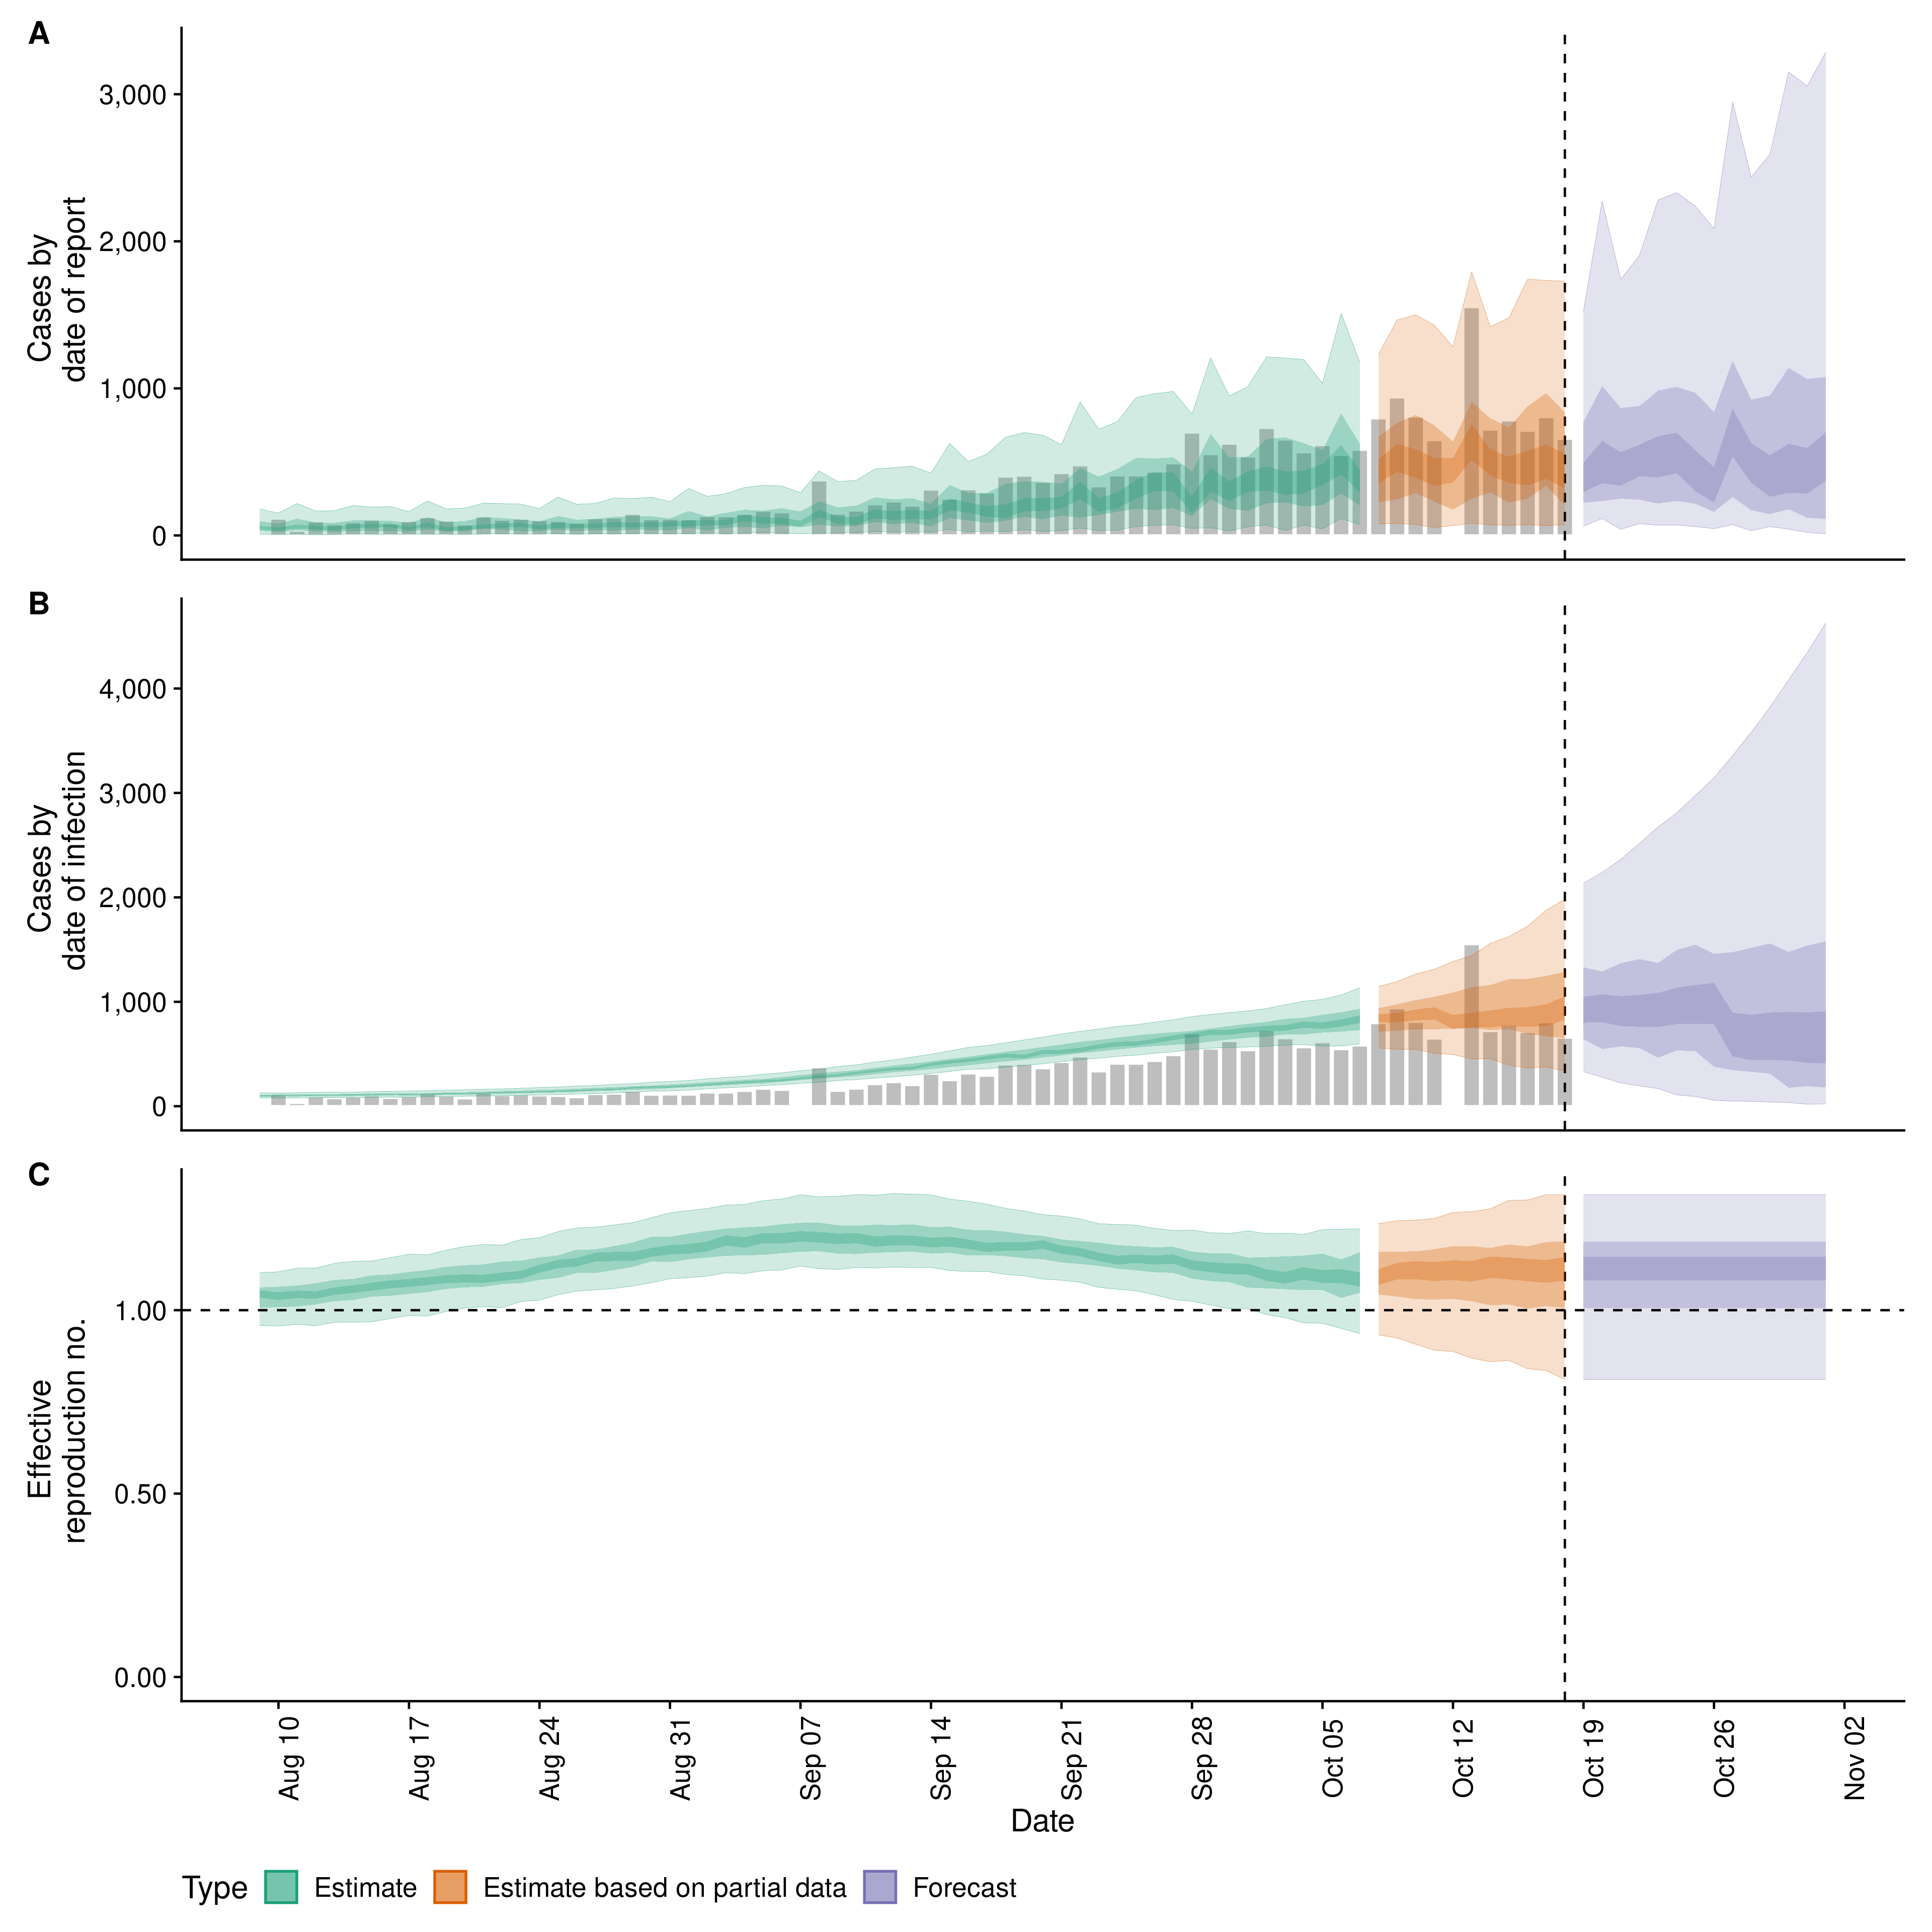 A
Cases by
date of report
3,000
2,000
1,000
0
B
Cases by
date of infection
4,000
3,000
2,000
1,000
0
C
Effective
reproduction no.
1.00
0.50
0.00
Aug 10
Aug 17
Aug 24
Aug 31
Sep 07
Sep 14
Sep 21
Sep 28
Oct 05
Oct 12
Oct 19
Oct 26
Nov 02
Date
Type Estimate Estimate based on partial data Forecast